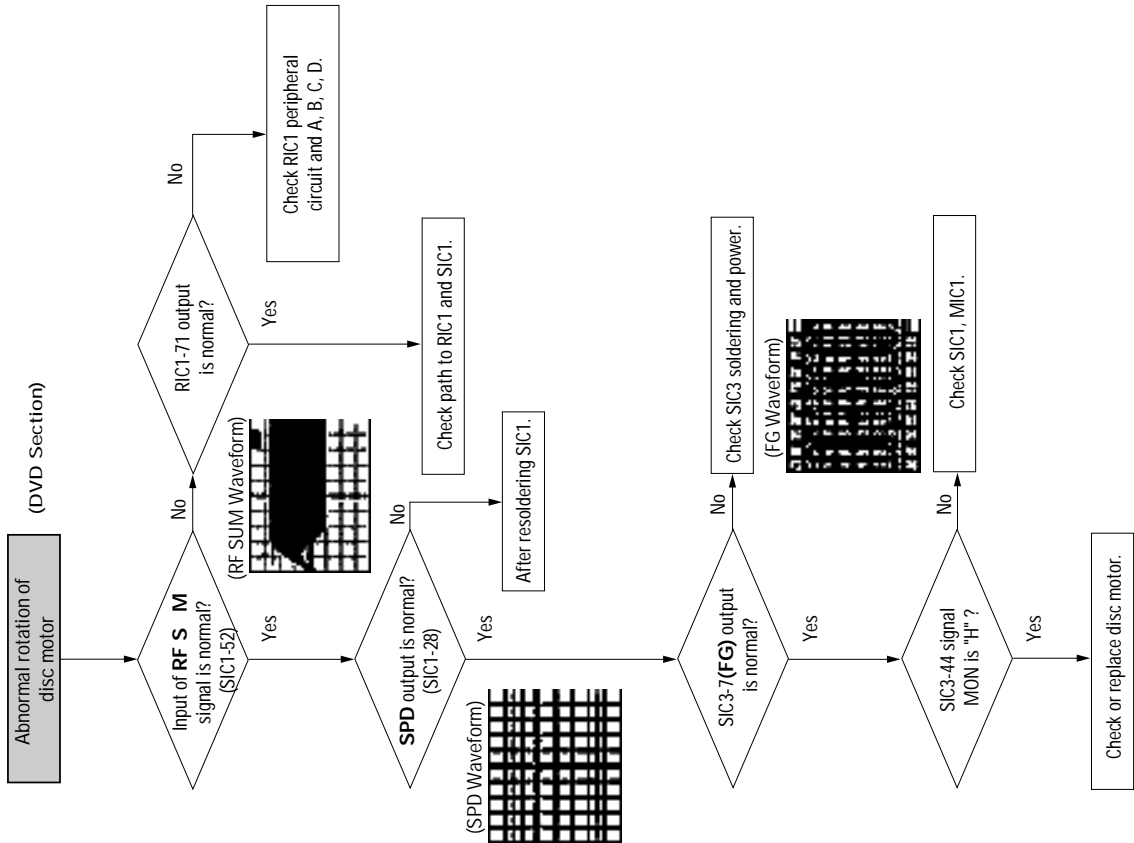 (DVD Section)
Abnormal rotation of
disc motor
Input of RF S M
signal is normal?
(SIC1-52)
No
Yes
RIC1-71 output
is normal?
No
Yes
Check RIC1 peripheral
circuit and A, B, C, D.
Check path to RIC1 and SIC1.
(RF SUM Waveform)
SPD output is normal?
(SIC1-28)
No
Yes
After resoldering SIC1.
(SPD Waveform)
SIC3-7(FG) output
is normal?
No
Yes
Check SIC3 soldering and power.
(FG Waveform)
SIC3-44 signal
MON is "H" ?
No
Yes
Check SIC1, MIC1.
Check or replace disc motor.